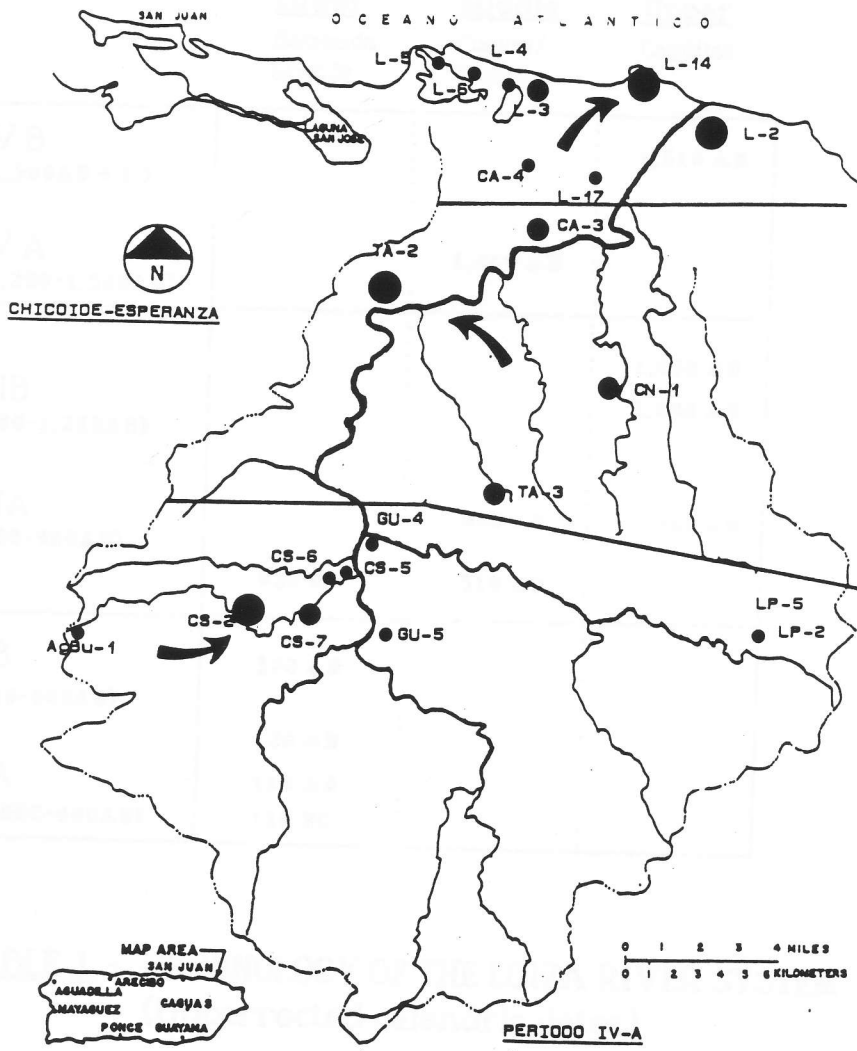 SAN JUAN
OCEANO ATLANTICO
L-5
L-4
L-6
L-3
L-14
L-2
LAGUNA
SAN JOSE
CA-4
L-17
CA-3
TA-2
N
CHICOIDE-ESPERANZA
CN-1
TA-3
GU-4
CS-6
CS-5
CS-2
CS-7
GU-5
AgBu-1
LP-5
LP-2
MAP AREA
SAN JUAN
ARECIBO
AGUADILLA
CAGUAS
MAYAGUEZ
PONCE GUAYAMA
0 1 2 3 4 MILES
0 1 2 3 4 5 6 KILOMETERS
PERIODO IV-A